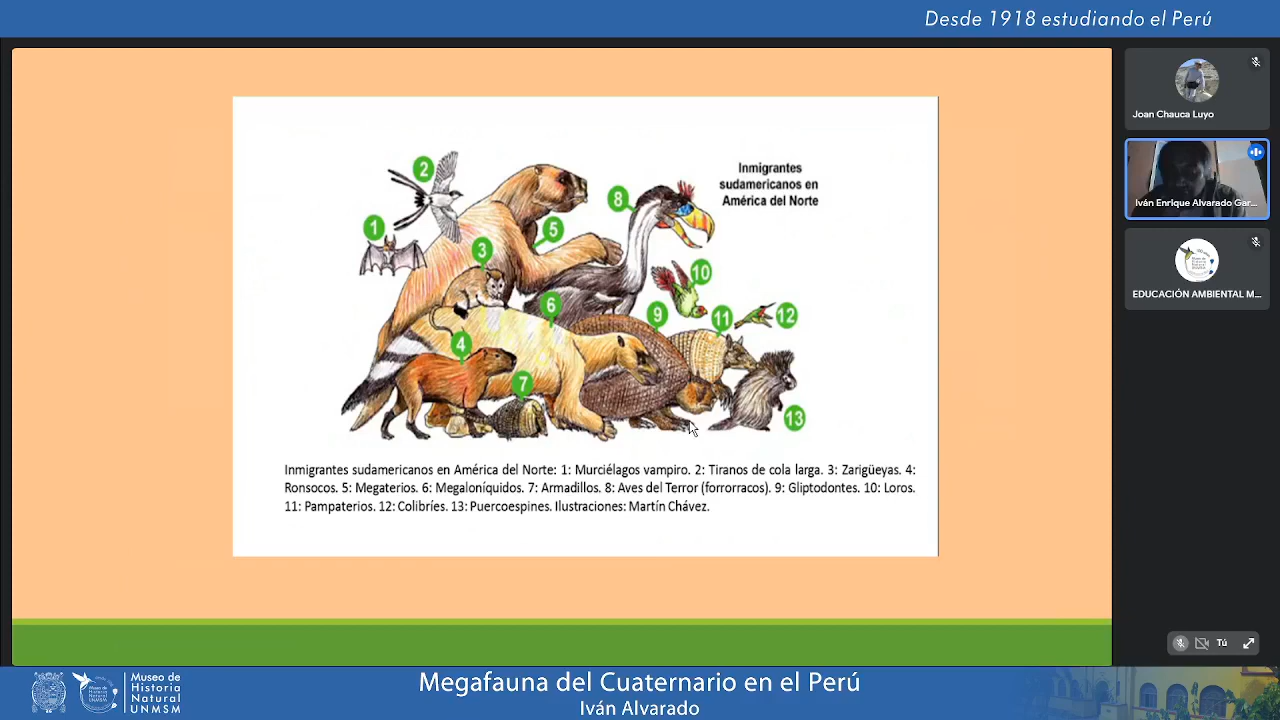 Desde 1918 estudiando el Perú
Inmigrantes
sudamericanos en
América del Norte
1
2
3
4
5
6
7
8
9
10
11
12
13
Inmigrantes sudamericanos en América del Norte: 1: Murciélagos vampiro. 2: Tiranos de cola larga. 3: Zarigüeyas. 4:
Ronsocos. 5: Megaterios. 6: Megaloníquidos. 7: Armadillos. 8: Aves del Terror (forrorracos). 9: Gliptodontes. 10: Loros.
11: Pampaterios. 12: Colibríes. 13: Puercoespines. Ilustraciones: Martín Chávez.
Joan Chauca Luyo
Iván Enrique Alvarado Gar...
EDUCACIÓN AMBIENTAL M...
Tú
Museo de
Historia
Natural
UNMSM
Megafauna del Cuaternario en el Perú
Iván Alvarado